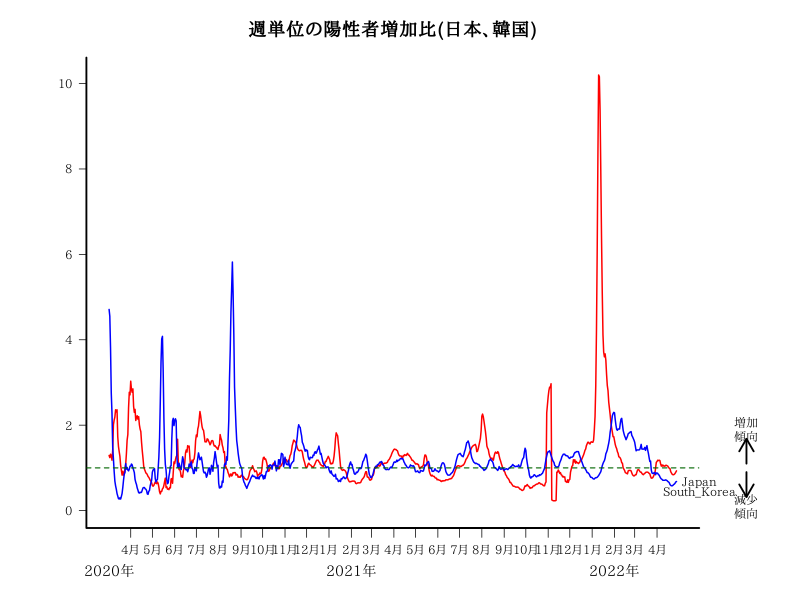 週単位の陽性者増加比(日本、韓国)
10
8
6
4
2
0
増加
傾向
Japan
South_Korea
減少
傾向
4月 5月 6月 7月 8月 9月 10月 11月 12月 1月 2月 3月 4月 5月 6月 7月 8月 9月 10月 11月 12月 1月 2月 3月 4月
2020年 2021年 2022年